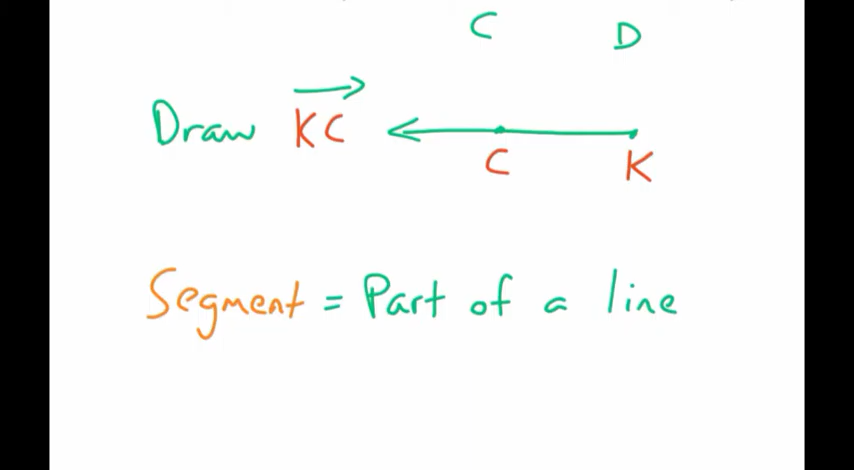 C D
Draw KC
C K
Segment = Part of a line